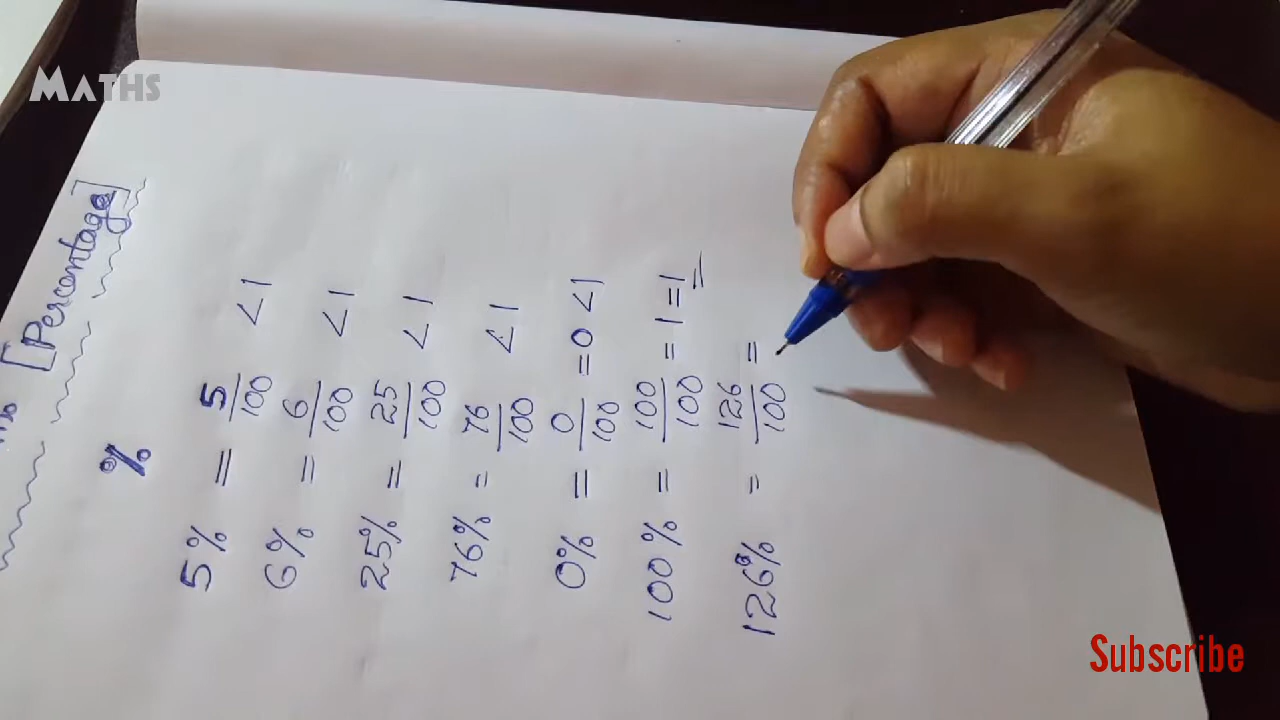 MATHS
[Percentage]
%
5% = 5/100 <1
6% = 6/100 <1
25% = 25/100 <1
76% = 76/100 <1
0% = 0/100 =0 <1
100% = 100/100 = 1 =1
126% = 126/100 =
Subscribe